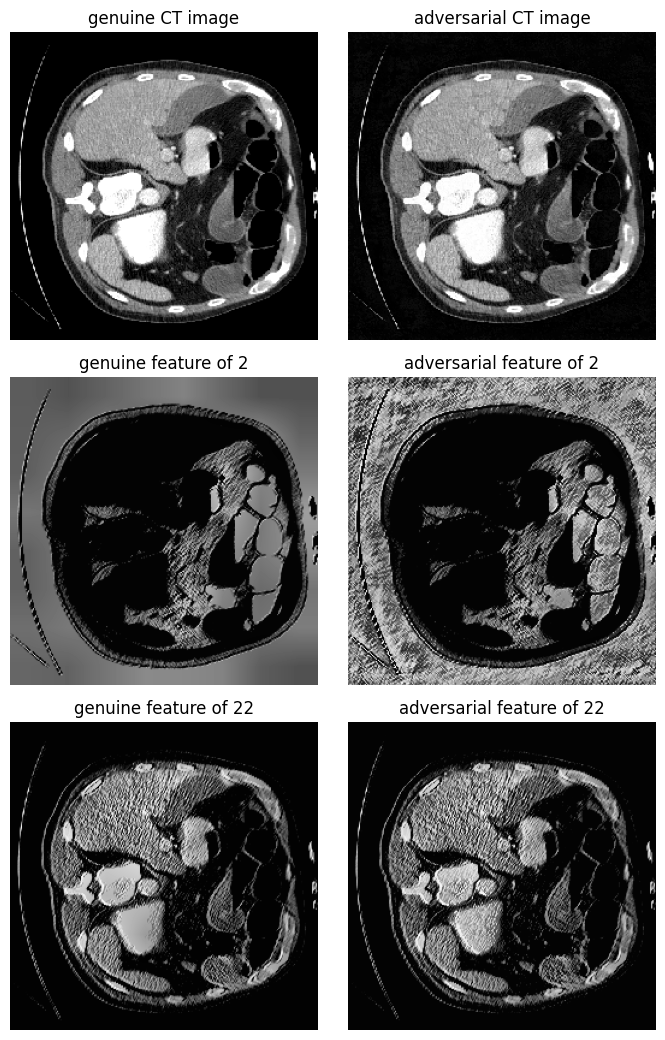 genuine CT image
adversarial CT image
genuine feature of 2
adversarial feature of 2
genuine feature of 22
adversarial feature of 22